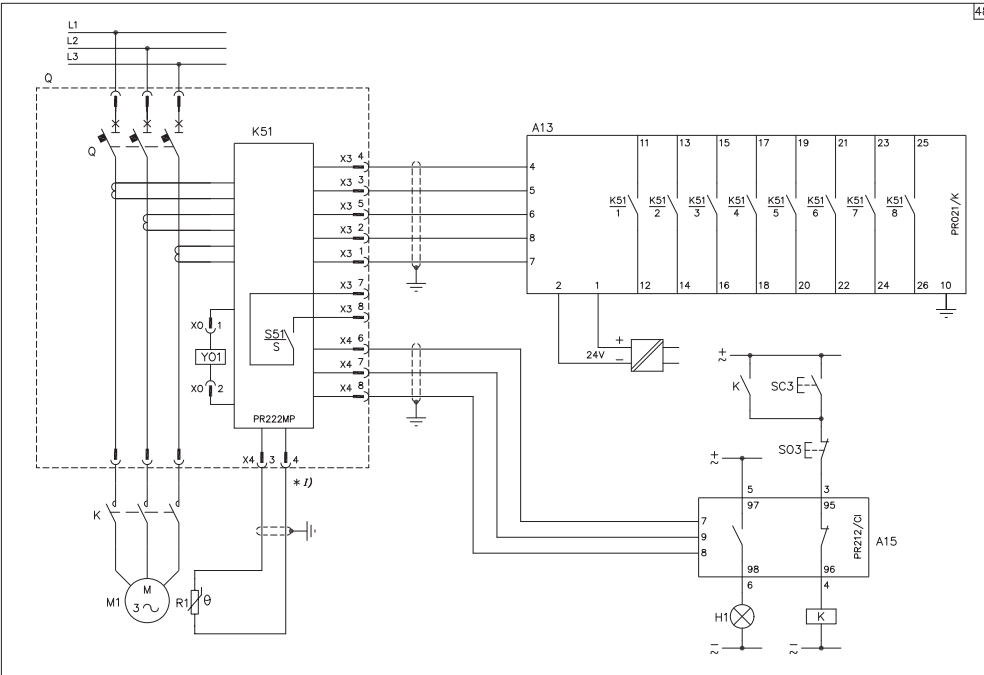 48
L1
L2
L3
Q
Q
K51
X3 4
X3 3
X3 5
X3 2
X3 1
X3 7
X3 8
X4 6
X4 7
X4 8
S51
S
X0 1
Y01
X0 2
PR222MP
X4 3 4
* 1)
K
M1
M
3
R1
θ
A13
4
5
6
8
7
11 13 15 17 19 21 23 25
K51 K51 K51 K51 K51 K51 K51 K51
1 2 3 4 5 6 7 8
PR021/K
2 1 12 14 16 18 20 22 24 26 10
+
24V
−
+
~
K
SC3
SO3
+
~
5 3
97 95
7
9
8
PR212/CI
A15
98 96
6 4
H1
K
−
~
−
~